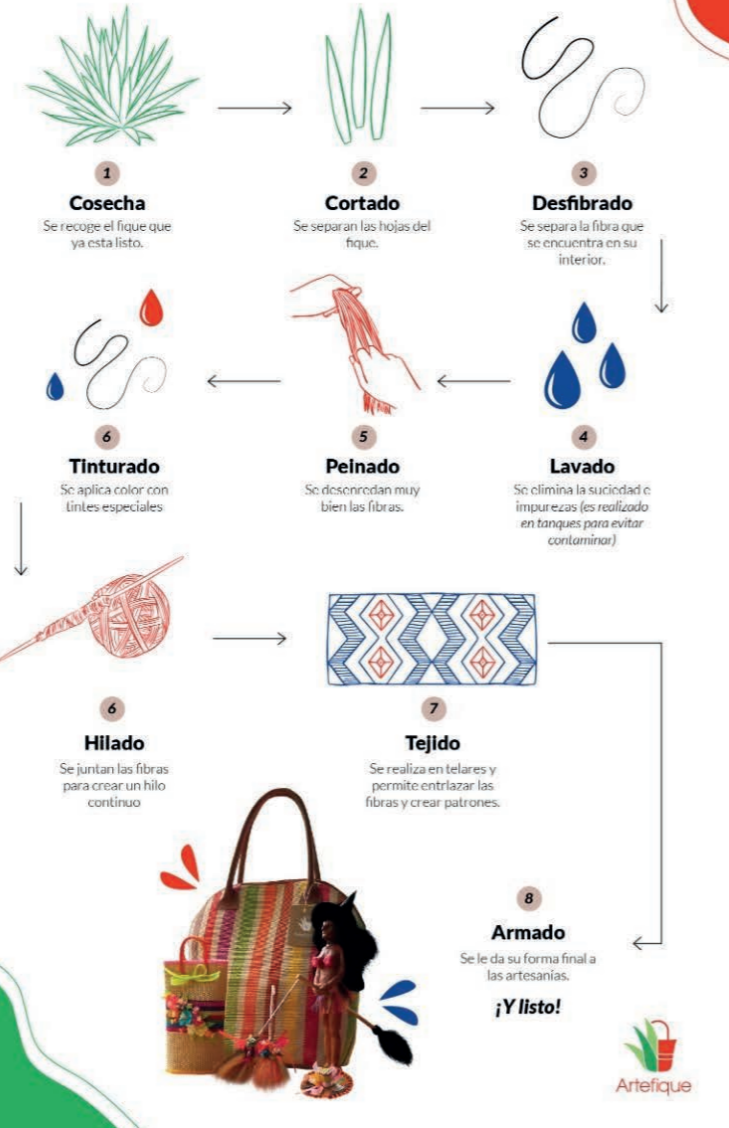 1
Cosecha
Se recoge el fique que
ya esta listo.
2
Cortado
Se separan las hojas del
fique.
3
Desfibrado
Se separa la fibra que
se encuentra en su
interior.
4
Lavado
Se elimina la suciedad e
impurezas (es realizado
en tanques para evitar
contaminar)
5
Peinado
Se desenredan muy
bien las fibras.
6
Tinturado
Se aplica color con
tintes especiales
6
Hilado
Se juntan las fibras
para crear un hilo
continuo
7
Tejido
Se realiza en telares y
permite entrlazar las
fibras y crear patrones.
8
Armado
Se le da su forma final a
las artesanías.
¡Y listo!
Artefique